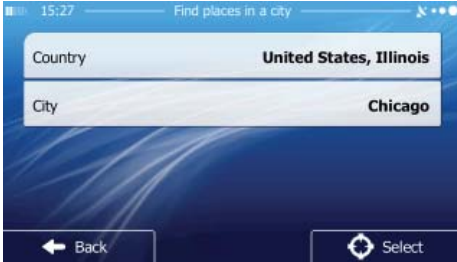 15:27 Find places in a city
Country United States, Illinois
City Chicago
Back Select